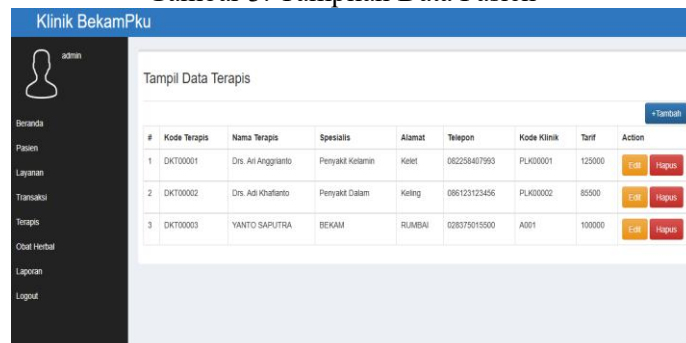 Klinik BekamPku
admin
Tampil Data Terapis
+Tambah
Beranda
Pasien
Layanan
Transaksi
Terapis
Obat Herbal
Laporan
Logout
# Kode Terapis Nama Terapis Spesialis Alamat Telepon Kode Klinik Tarif Action
1 DKT00001 Drs. Ari Anggrianto Penyakit Kelamin Kelet 082258407993 PLK00001 125000 Edit Hapus
2 DKT00002 Drs. Adi Khafianto Penyakit Dalam Keling 086123123456 PLK00002 85500 Edit Hapus
3 DKT00003 YANTO SAPUTRA BEKAM RUMBAI 028375015500 A001 100000 Edit Hapus